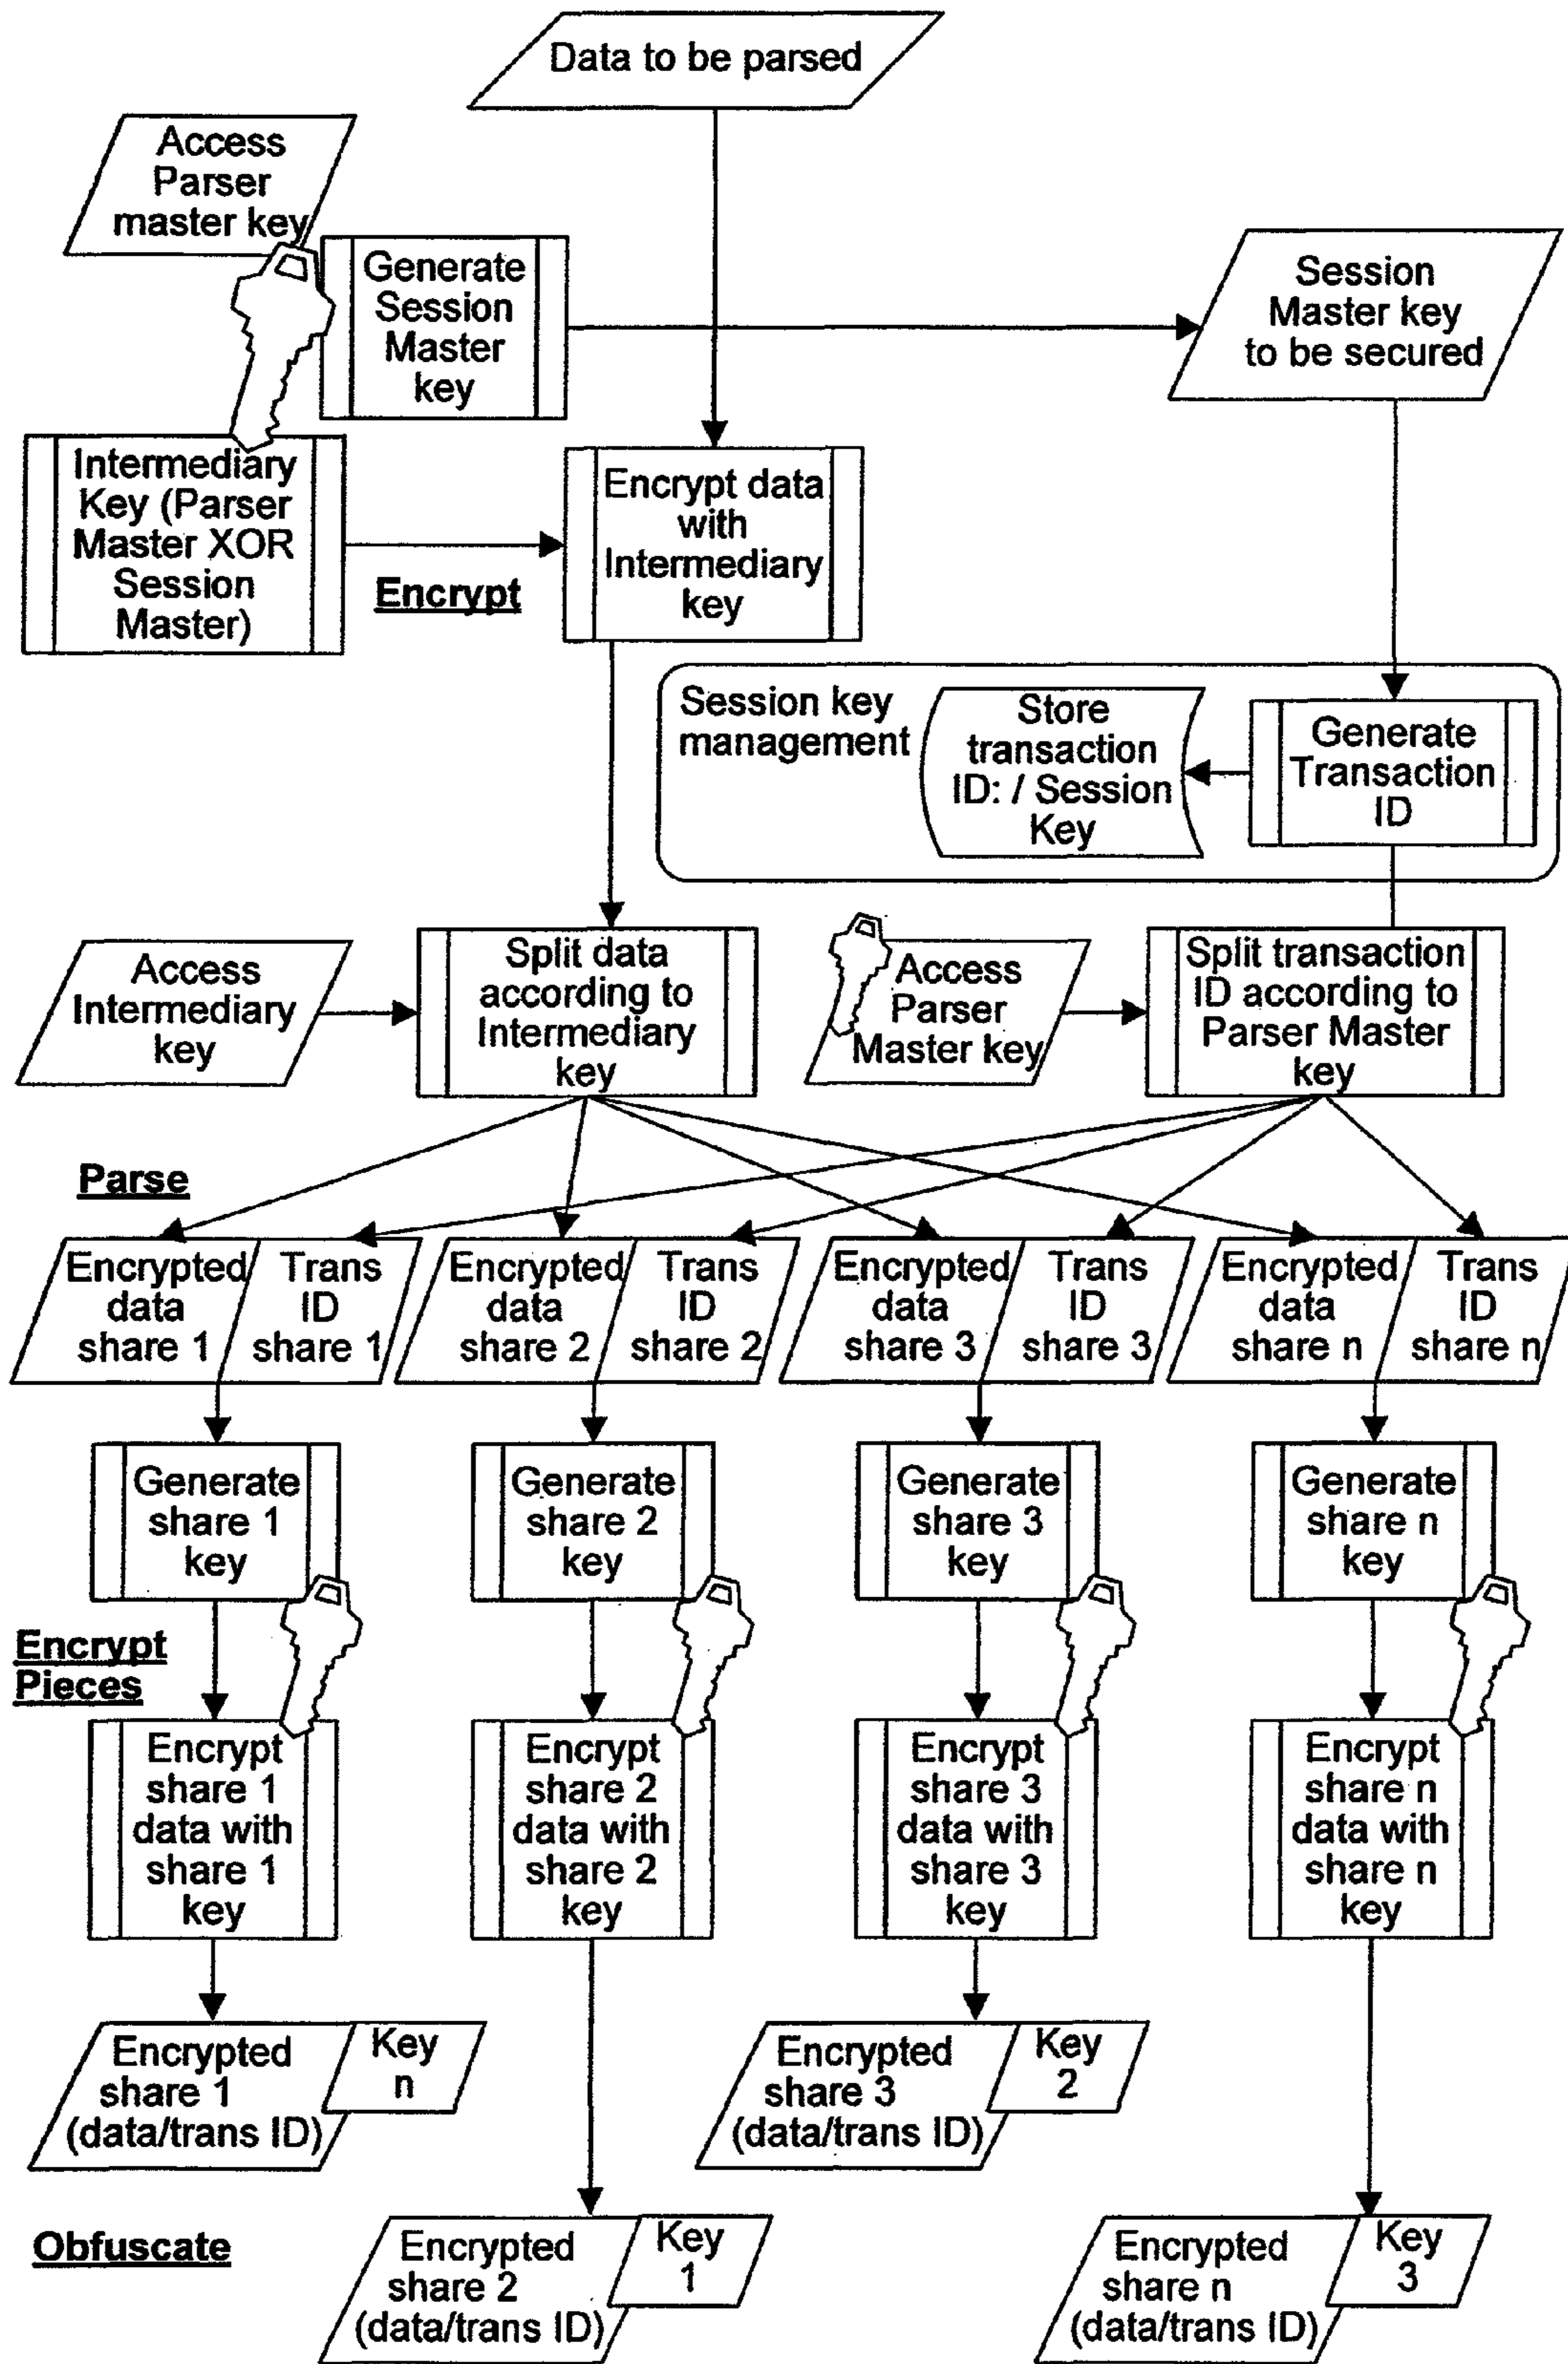 Data to be parsed
Access
Parser
master key
Generate
Session
Master
key
Session
Master key
to be secured
Intermediary
Key (Parser
Master XOR
Session
Master)
Encrypt
Encrypt data
with
Intermediary
key
Session key
management
Store
transaction
ID: / Session
Key
Generate
Transaction
ID
Access
Intermediary
key
Split data
according to
Intermediary
key
Access
Parser
Master key
Split transaction
ID according to
Parser Master
key
Parse
Encrypted
data
share 1
Trans
ID
share 1
Encrypted
data
share 2
Trans
ID
share 2
Encrypted
data
share 3
Trans
ID
share 3
Encrypted
data
share n
Trans
ID
share n
Generate
share 1
key
Generate
share 2
key
Generate
share 3
key
Generate
share n
key
Encrypt
Pieces
Encrypt
share 1
data with
share 1
key
Encrypt
share 2
data with
share 2
key
Encrypt
share 3
data with
share 3
key
Encrypt
share n
data with
share n
key
Encrypted
share 1
(data/trans ID)
Key
n
Encrypted
share 3
(data/trans ID)
Key
2
Obfuscate
Encrypted
share 2
(data/trans ID)
Key
1
Encrypted
share n
(data/trans ID)
Key
3